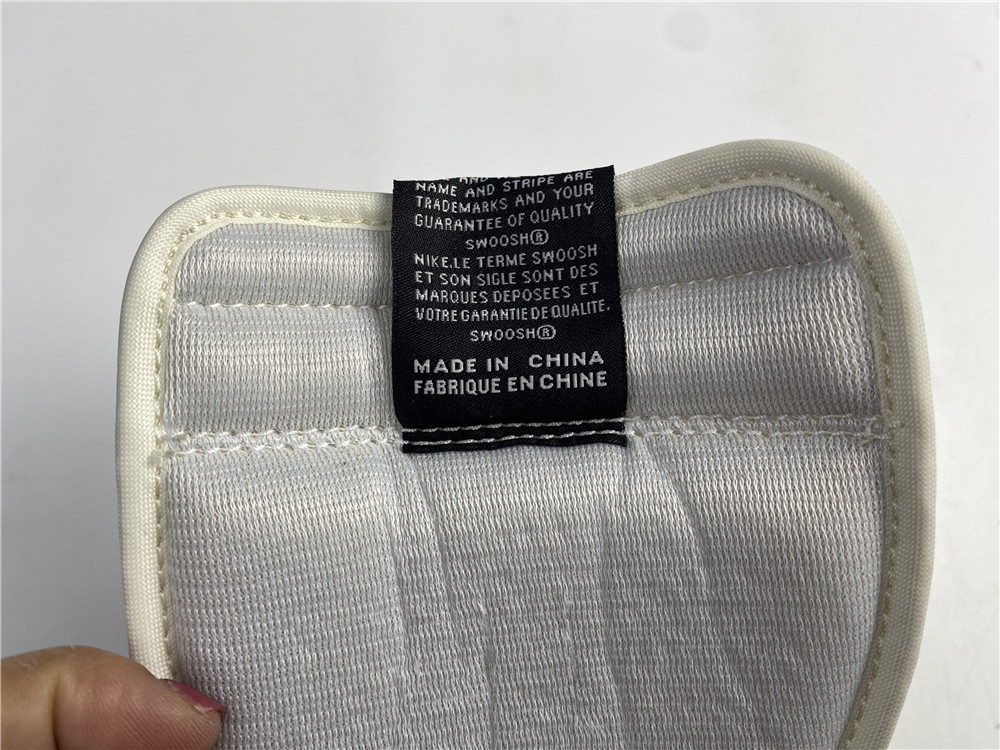 AND
NAME AND STRIPE ARE
TRADEMARKS AND YOUR
GUARANTEE OF QUALITY
SWOOSH®
NIKE.LE TERME SWOOSH
ET SON SIGLE SONT DES
MARQUES DEPOSEES ET
VOTRE GARANTIE DE QUALITE.
SWOOSH®
MADE IN CHINA
FABRIQUE EN CHINE